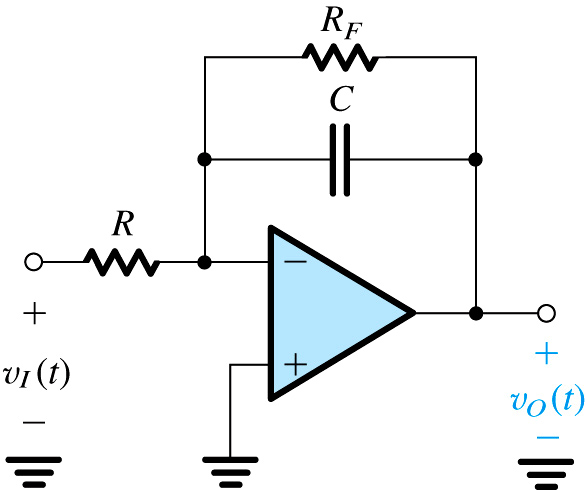 R_F
C
R
−
+
+
v_I(t)
−
+
v_O(t)
−